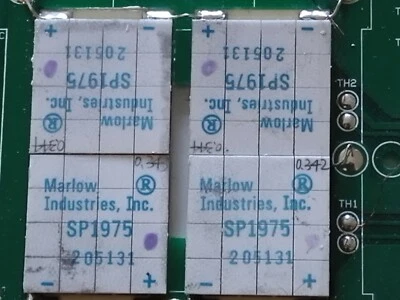 + -
205131
SP1975
Marlow
Industries, Inc.
®
+ -
205131
SP1975
Marlow
Industries, Inc.
®
TH2
Marlow ®
Industries, Inc.
SP1975
205131
- +
0.342
Marlow ®
Industries, Inc.
SP1975
205131
- +
TH1